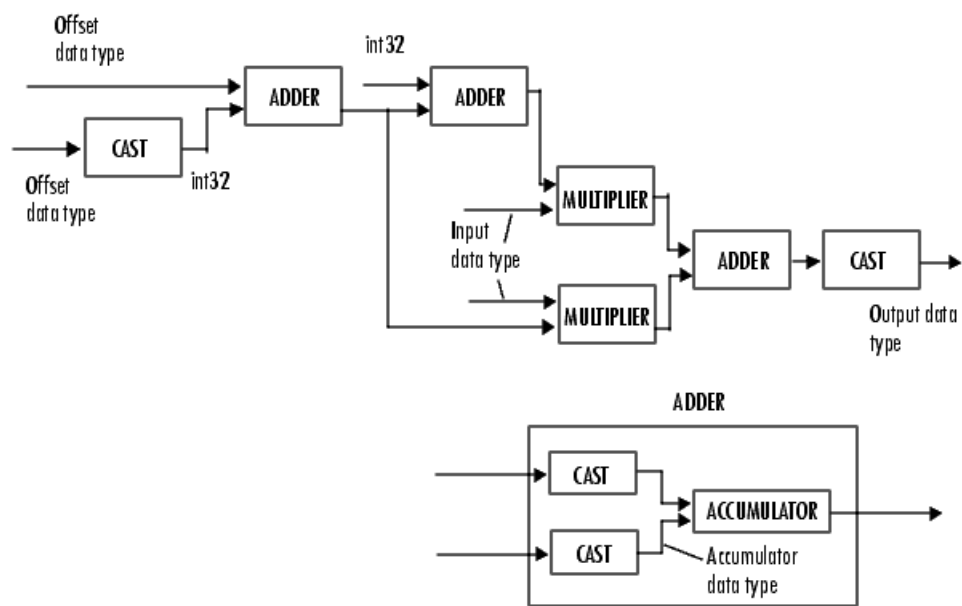 Offset
data type
int32
ADDER
ADDER
CAST
Offset
data type
int32
MULTIPLIER
Input
data type
ADDER
CAST
MULTIPLIER
Output data
type
ADDER
CAST
ACCUMULATOR
CAST
Accumulator
data type